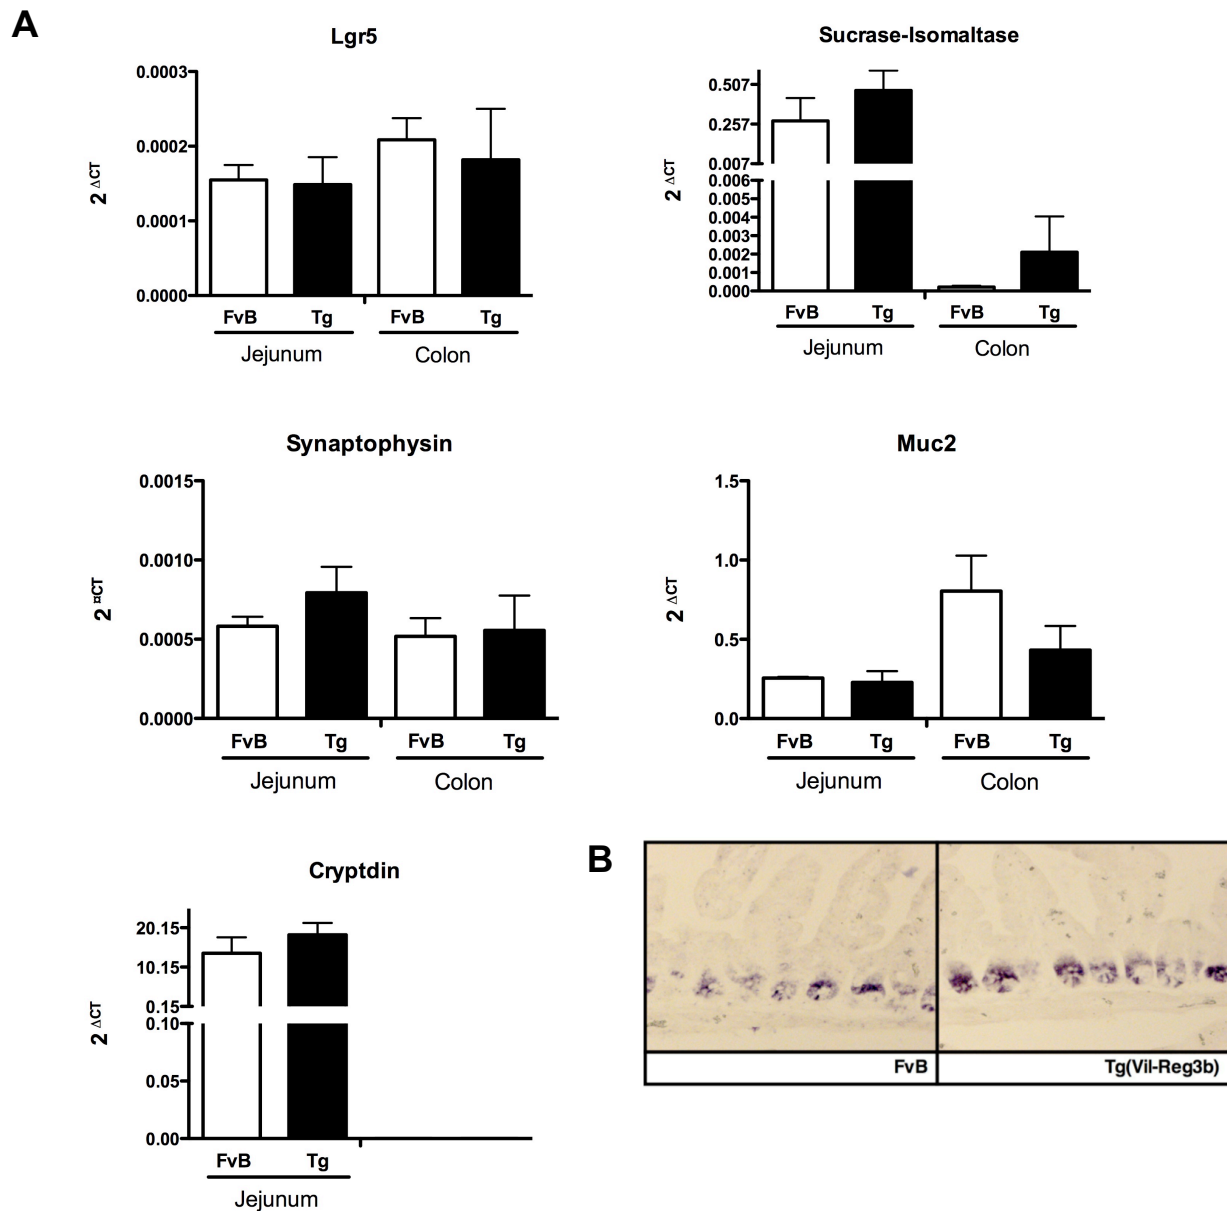 A
Lgr5
0.0003
0.0002
0.0001
0.0000
2 ΔCT
FvB Tg FvB Tg
Jejunum Colon
Sucrase-Isomaltase
0.507
0.257
0.007
0.006
0.005
0.004
0.003
0.002
0.001
0.000
2 ΔCT
FvB Tg FvB Tg
Jejunum Colon
Synaptophysin
0.0015
0.0010
0.0005
0.0000
2 ¤CT
FvB Tg FvB Tg
Jejunum Colon
Muc2
1.5
1.0
0.5
0.0
2 ΔCT
FvB Tg FvB Tg
Jejunum Colon
Cryptdin
20.15
10.15
0.15
0.10
0.05
0.00
2 ΔCT
FvB Tg
Jejunum
B
FvB Tg(Vil-Reg3b)